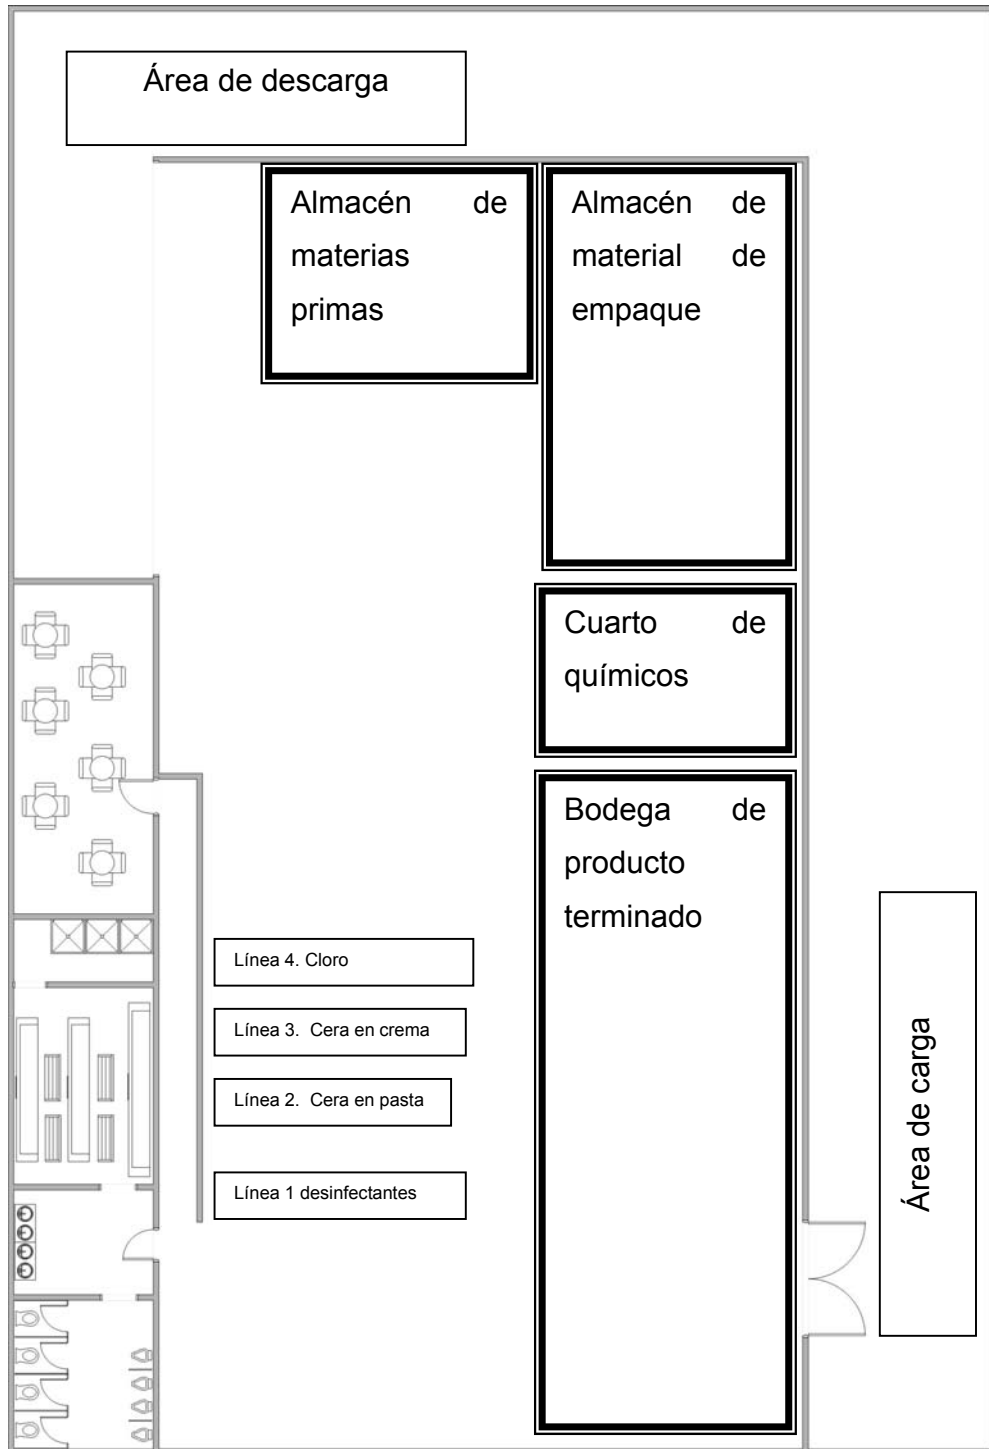 Área de descarga
Almacén de
materias
primas
Almacén de
material de
empaque
Cuarto de
químicos
Bodega de
producto
terminado
Línea 4. Cloro
Línea 3.  Cera en crema
Línea 2.  Cera en pasta
Línea 1 desinfectantes
Área de carga